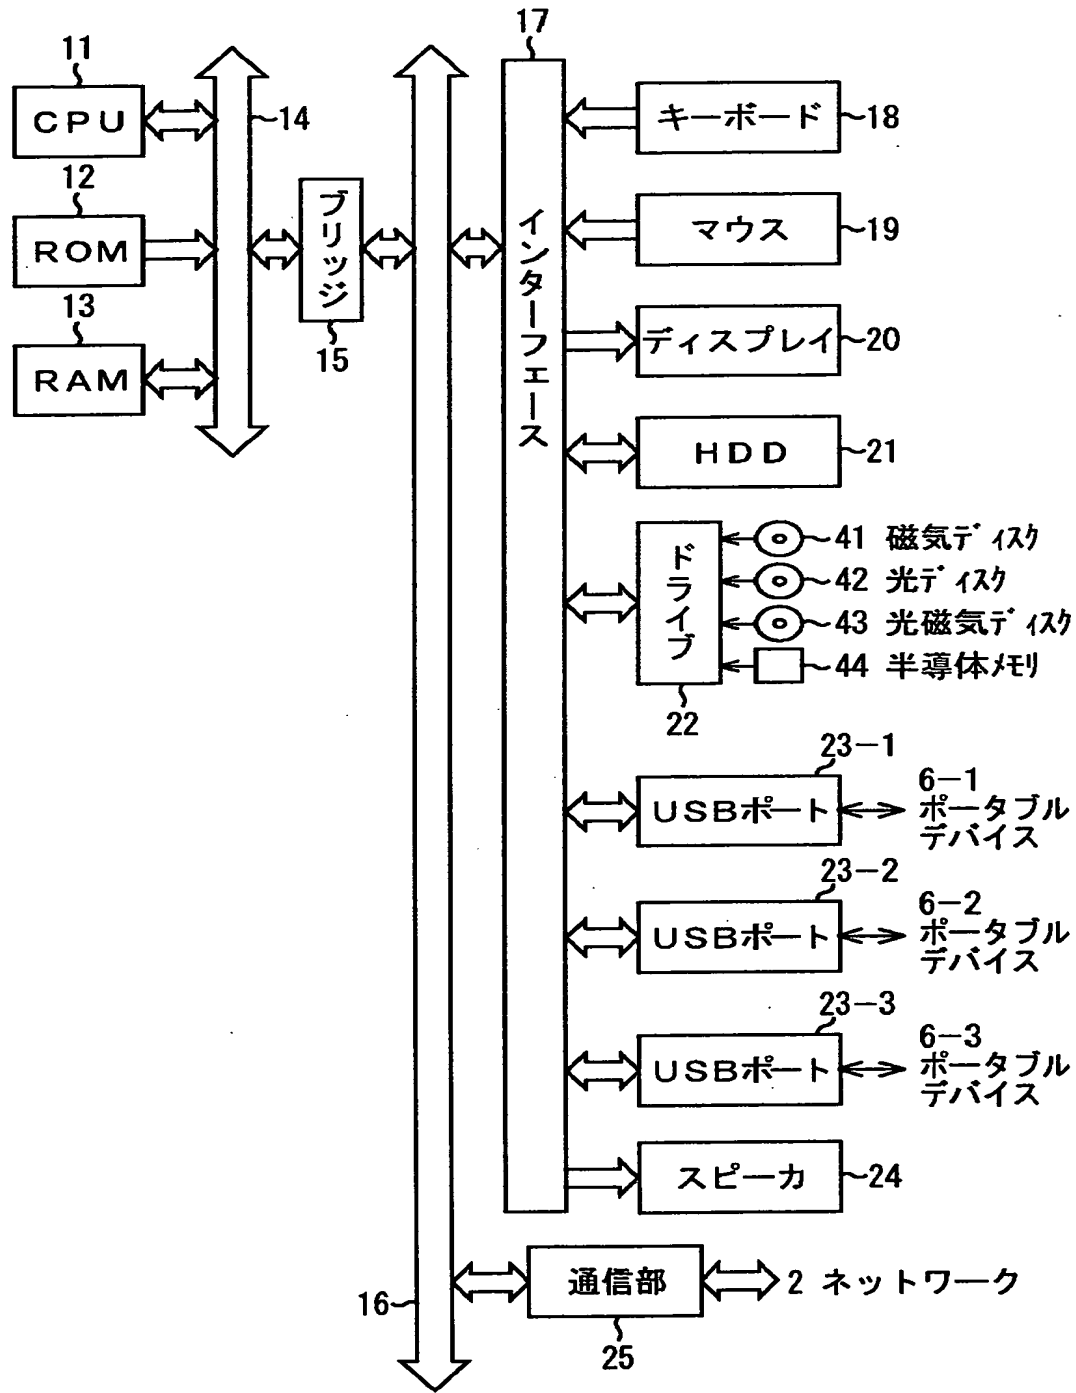 11
CPU
12
ROM
13
RAM
14
ブリッジ
15
16
17
インターフェース
キーボード
18
マウス
19
ディスプレイ
20
HDD
21
ドライブ
22
41 磁気ディスク
42 光ディスク
43 光磁気ディスク
44 半導体メモリ
23-1
USBポート
6-1
ポータブル
デバイス
23-2
USBポート
6-2
ポータブル
デバイス
23-3
USBポート
6-3
ポータブル
デバイス
スピーカ
24
通信部
25
2 ネットワーク